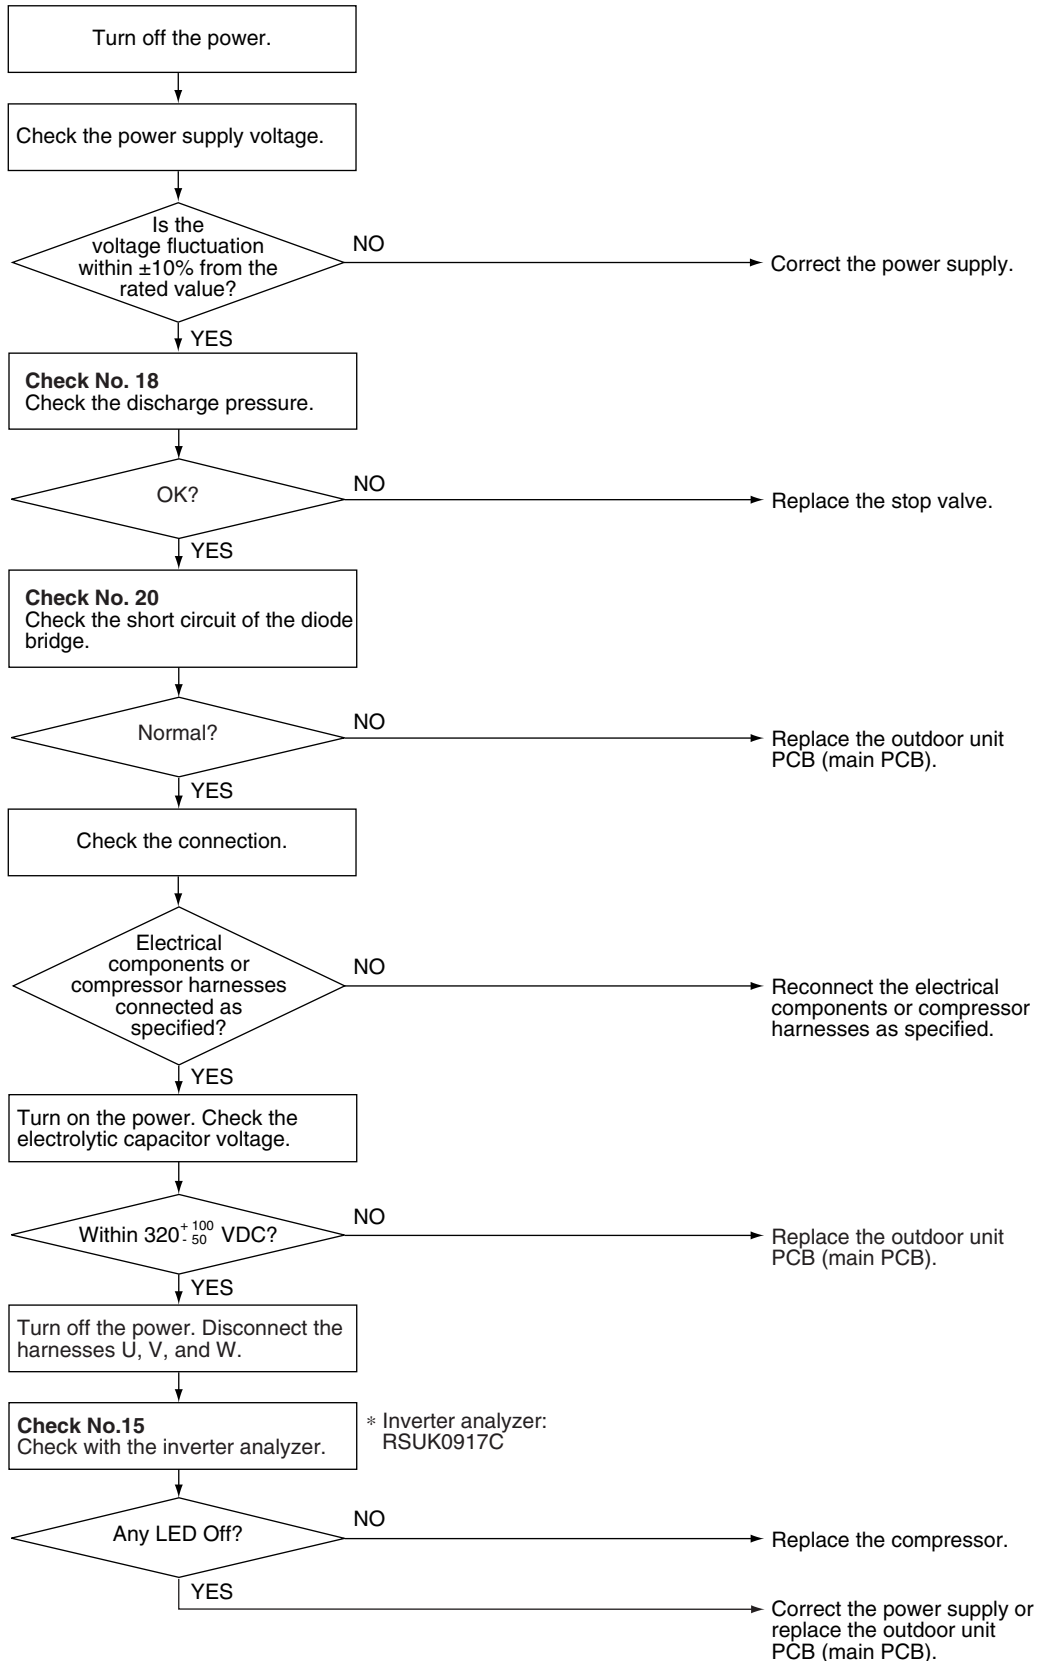 Turn off the power.
Check the power supply voltage.
Is the
voltage fluctuation
within ±10% from the
rated value?
NO
Correct the power supply.
YES
Check No. 18
Check the discharge pressure.
OK?
NO
Replace the stop valve.
YES
Check No. 20
Check the short circuit of the diode
bridge.
Normal?
NO
Replace the outdoor unit
PCB (main PCB).
YES
Check the connection.
Electrical
components or
compressor harnesses
connected as
specified?
NO
Reconnect the electrical
components or compressor
harnesses as specified.
YES
Turn on the power. Check the
electrolytic capacitor voltage.
Within 320 + 100 - 50 VDC?
NO
Replace the outdoor unit
PCB (main PCB).
YES
Turn off the power. Disconnect the
harnesses U, V, and W.
Check No.15
Check with the inverter analyzer.
* Inverter analyzer:
RSUK0917C
Any LED Off?
NO
Replace the compressor.
YES
Correct the power supply or
replace the outdoor unit
PCB (main PCB).